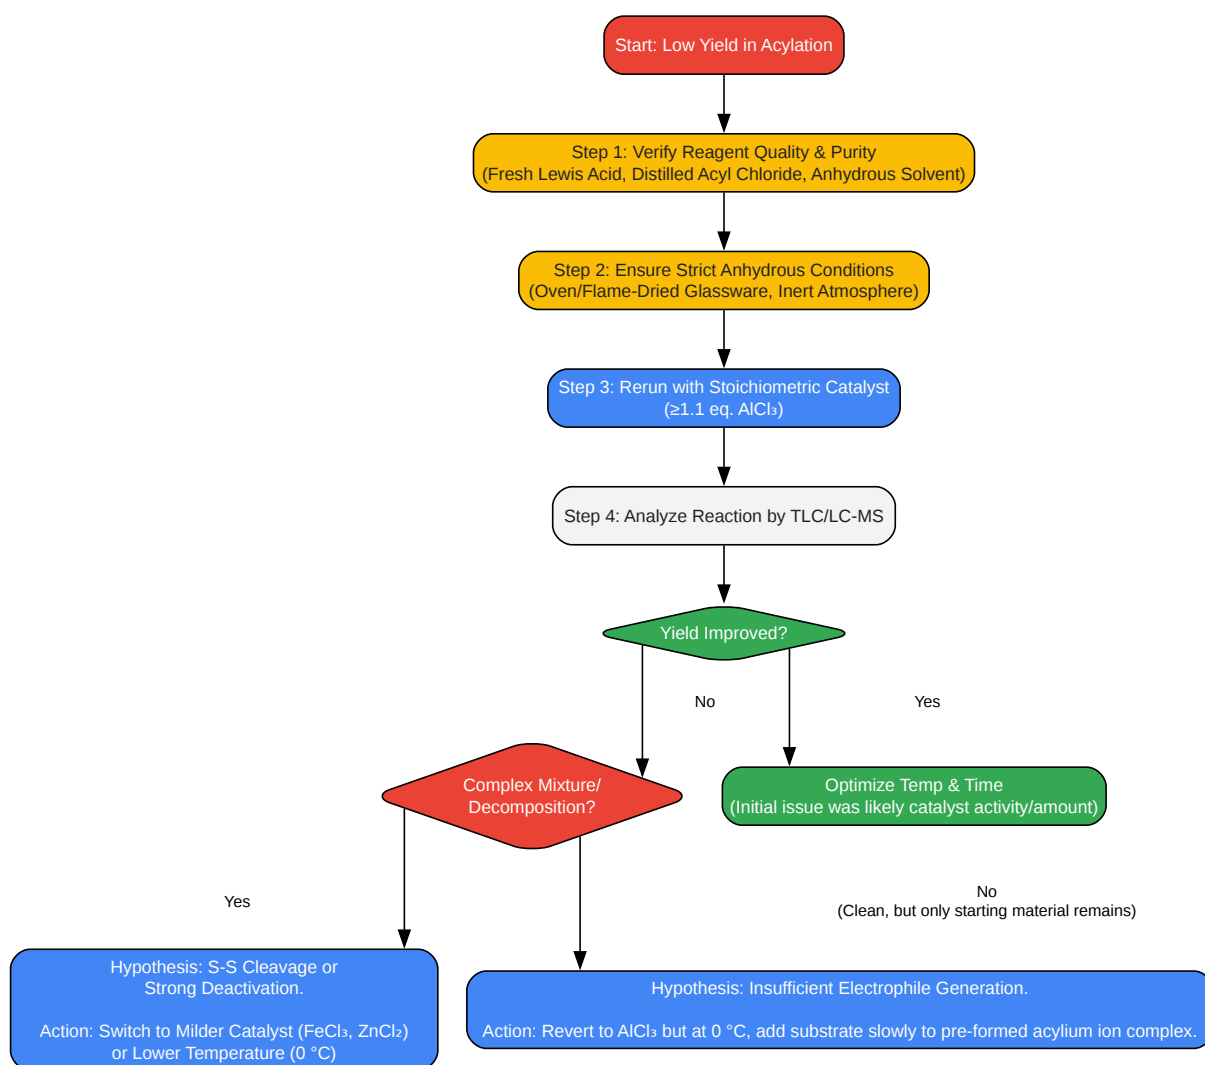 Start: Low Yield in Acylation
Step 1: Verify Reagent Quality & Purity
(Fresh Lewis Acid, Distilled Acyl Chloride, Anhydrous Solvent)
Step 2: Ensure Strict Anhydrous Conditions
(Oven/Flame-Dried Glassware, Inert Atmosphere)
Step 3: Rerun with Stoichiometric Catalyst
(≥1.1 eq. AlCl₃)
Step 4: Analyze Reaction by TLC/LC-MS
Yield Improved?
No
Yes
Complex Mixture/
Decomposition?
Optimize Temp & Time
(Initial issue was likely catalyst activity/amount)
Yes
No
(Clean, but only starting material remains)
Hypothesis: S-S Cleavage or
Strong Deactivation.
Action: Switch to Milder Catalyst (FeCl₃, ZnCl₂)
or Lower Temperature (0 °C)
Hypothesis: Insufficient Electrophile Generation.
Action: Revert to AlCl₃ but at 0 °C, add substrate slowly to pre-formed acylium ion complex.